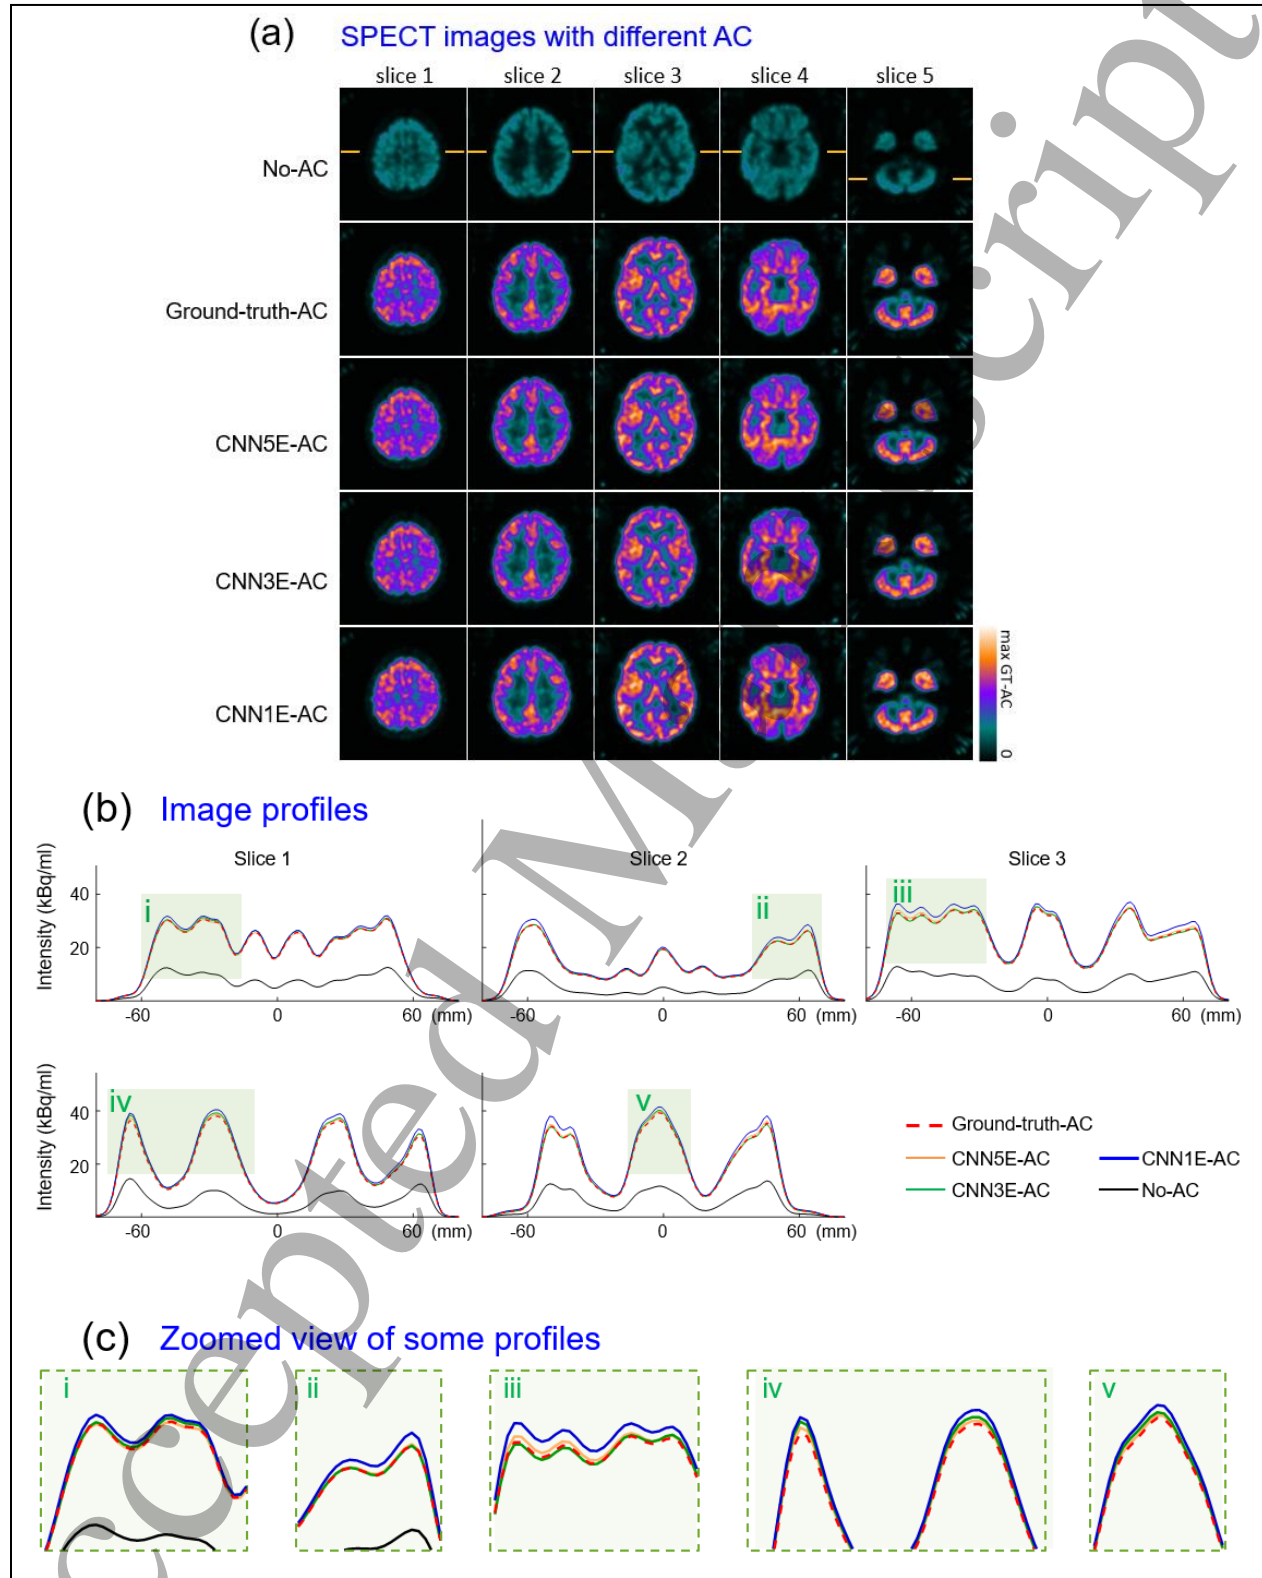 (a) SPECT images with different AC
slice 1 slice 2 slice 3 slice 4 slice 5
No-AC
Ground-truth-AC
CNN5E-AC
CNN3E-AC
CNN1E-AC
max GT-AC
0
(b) Image profiles
Slice 1 Slice 2 Slice 3
Intensity (kBq/ml)
40
20
i
ii
iii
-60 0 60 (mm)
-60 0 60 (mm)
-60 0 60 (mm)
Intensity (kBq/ml)
40
20
iv
v
-60 0 60 (mm)
-60 0 60 (mm)
Ground-truth-AC
CNN5E-AC CNN1E-AC
CNN3E-AC No-AC
(c) Zoomed view of some profiles
i ii iii iv v